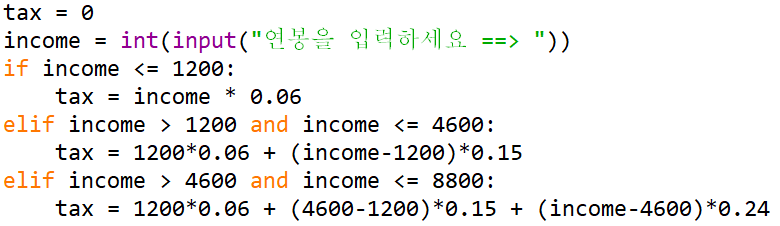 tax = 0
income = int(input("연봉을 입력하세요 ==> "))
if income <= 1200:
    tax = income * 0.06
elif income > 1200 and income <= 4600:
    tax = 1200*0.06 + (income-1200)*0.15
elif income > 4600 and income <= 8800:
    tax = 1200*0.06 + (4600-1200)*0.15 + (income-4600)*0.24